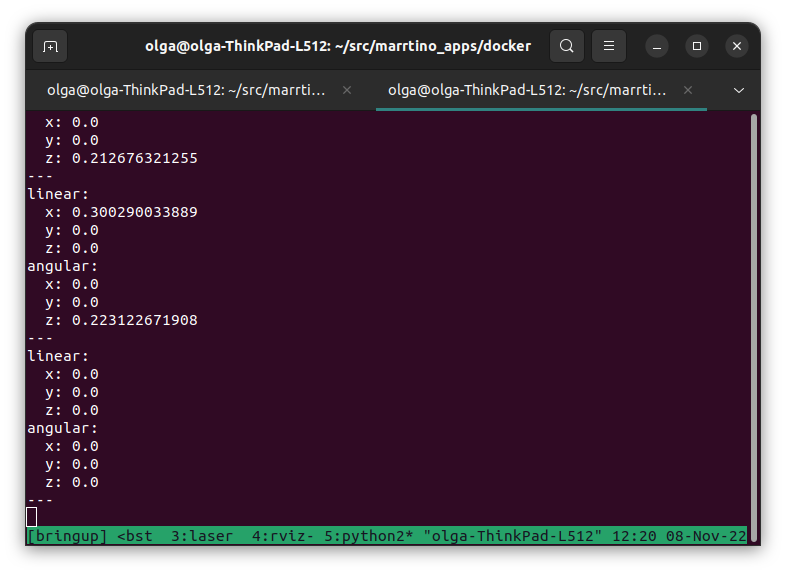 olga@olga-ThinkPad-L512: ~/src/marrtino_apps/docker
olga@olga-ThinkPad-L512: ~/src/marrti… olga@olga-ThinkPad-L512: ~/src/marrti…
x: 0.0
y: 0.0
z: 0.212676321255
---
linear:
x: 0.300290033889
y: 0.0
z: 0.0
angular:
x: 0.0
y: 0.0
z: 0.223122671908
---
linear:
x: 0.0
y: 0.0
z: 0.0
angular:
x: 0.0
y: 0.0
z: 0.0
---
[bringup] <bst 3:laser 4:rviz- 5:python2* "olga-ThinkPad-L512" 12:20 08-Nov-22